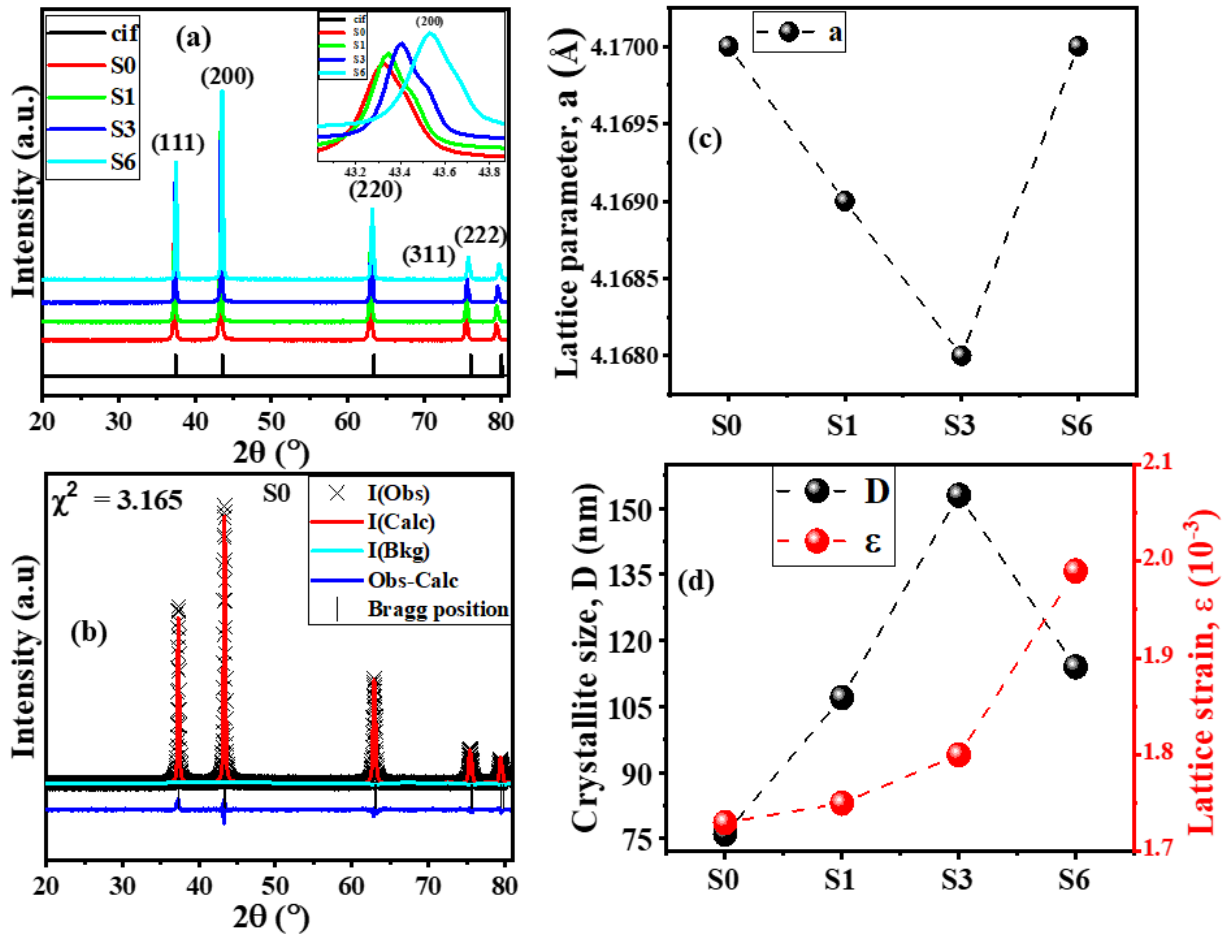 (a)
cif
S0
S1
S3
S6
(111)
(200)
(220)
(311)
(222)
cif
S0
S1
S3
S6
(200)
43.2 43.4 43.6 43.8
Intensity (a.u.)
20 30 40 50 60 70 80
2θ (°)
(c)
a
Lattice parameter, a (Å)
4.1700
4.1695
4.1690
4.1685
4.1680
S0 S1 S3 S6
(b)
χ² = 3.165
S0
I(Obs)
I(Calc)
I(Bkg)
Obs-Calc
Bragg position
Intensity (a.u)
20 30 40 50 60 70 80
2θ (°)
(d)
D
ε
Crystallite size, D (nm)
150
135
120
105
90
75
Lattice strain, ε (10⁻³)
2.1
2.0
1.9
1.8
1.7
S0 S1 S3 S6